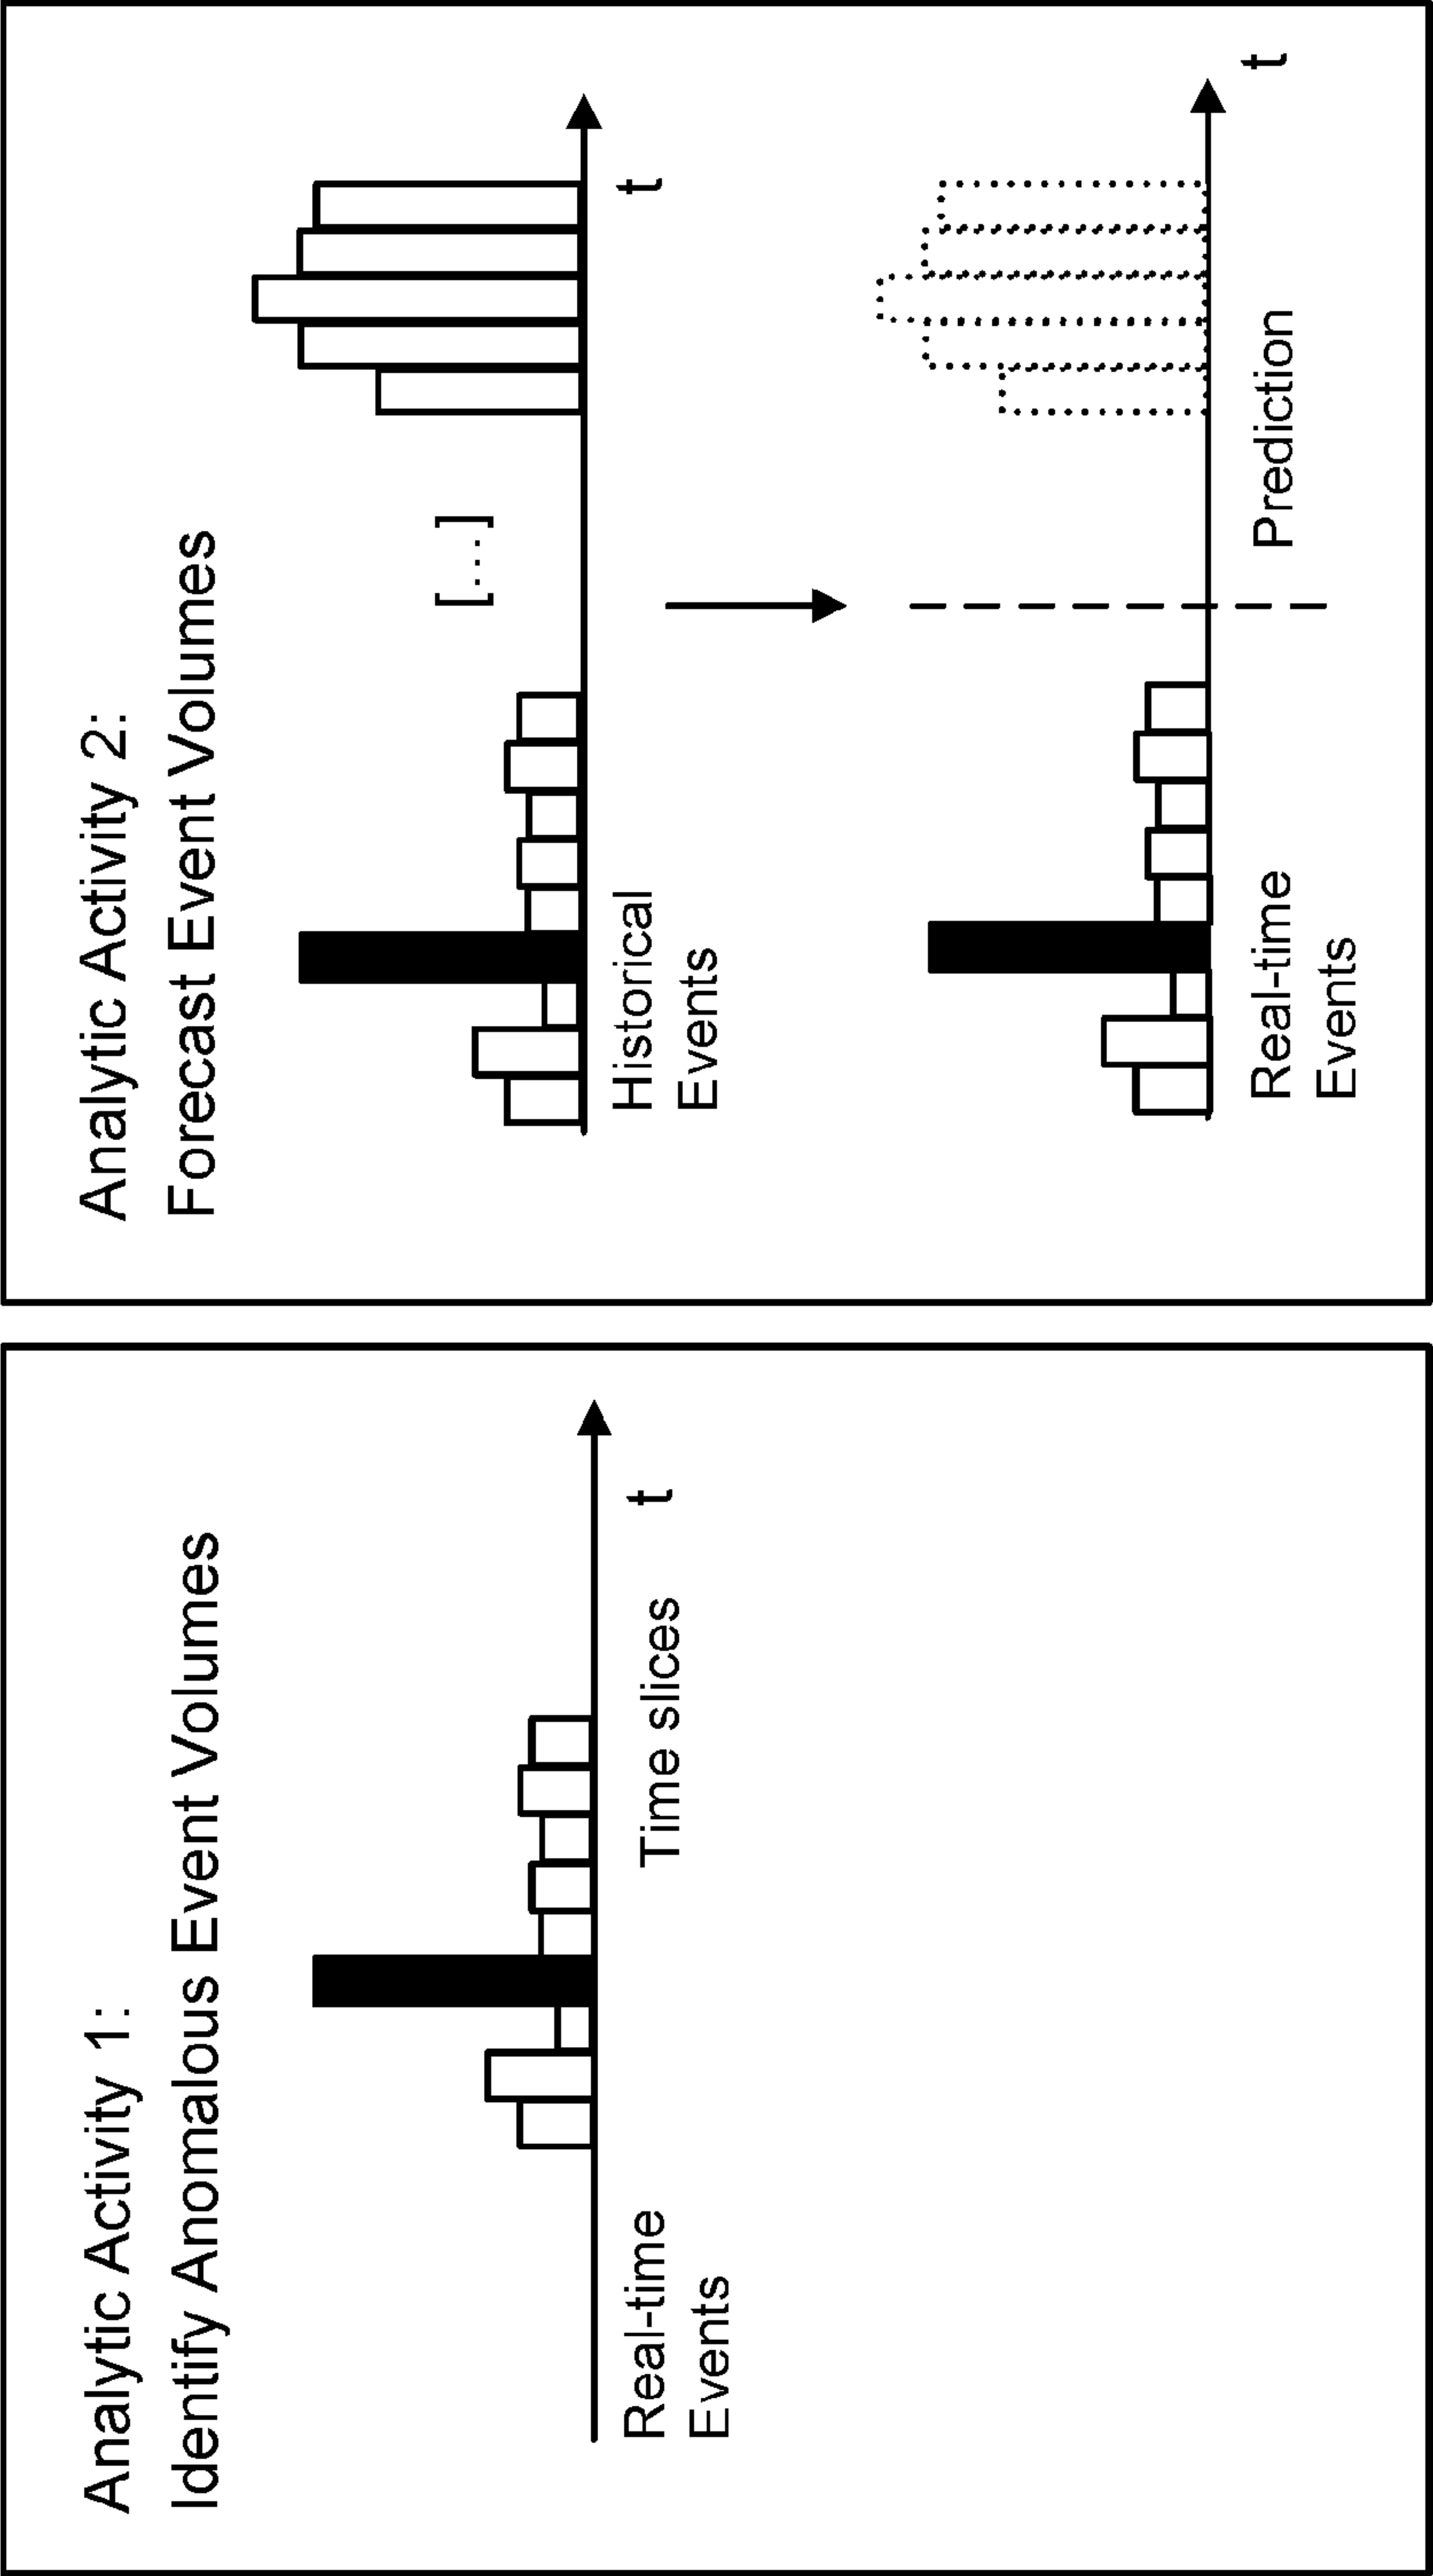 Analytic Activity 1:
Identify Anomalous Event Volumes
t
Time slices
Real-time
Events
Analytic Activity 2:
Forecast Event Volumes
[...]
t
Historical
Events
t
Prediction
Real-time
Events